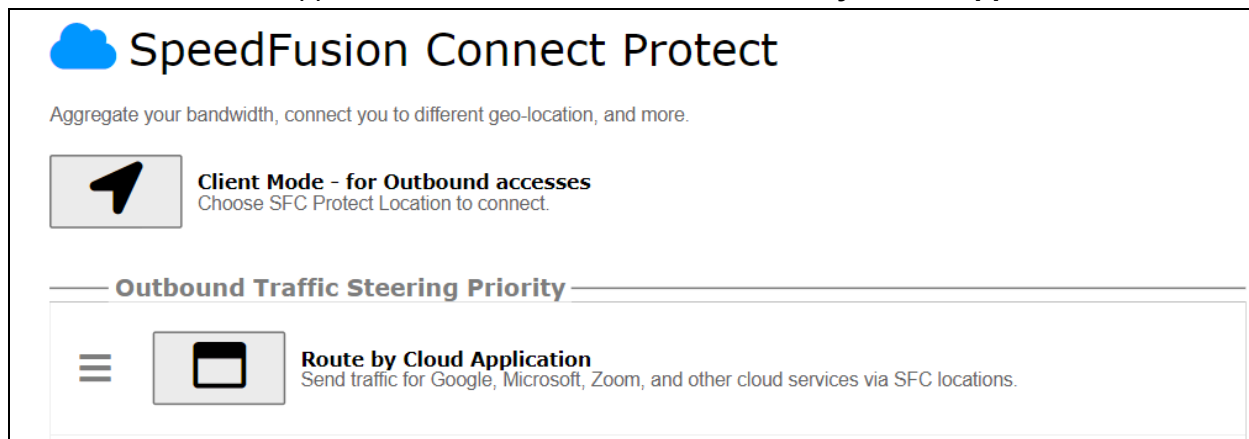 SpeedFusion Connect Protect
Aggregate your bandwidth, connect you to different geo-location, and more.
Client Mode - for Outbound accesses
Choose SFC Protect Location to connect.
Outbound Traffic Steering Priority
Route by Cloud Application
Send traffic for Google, Microsoft, Zoom, and other cloud services via SFC locations.